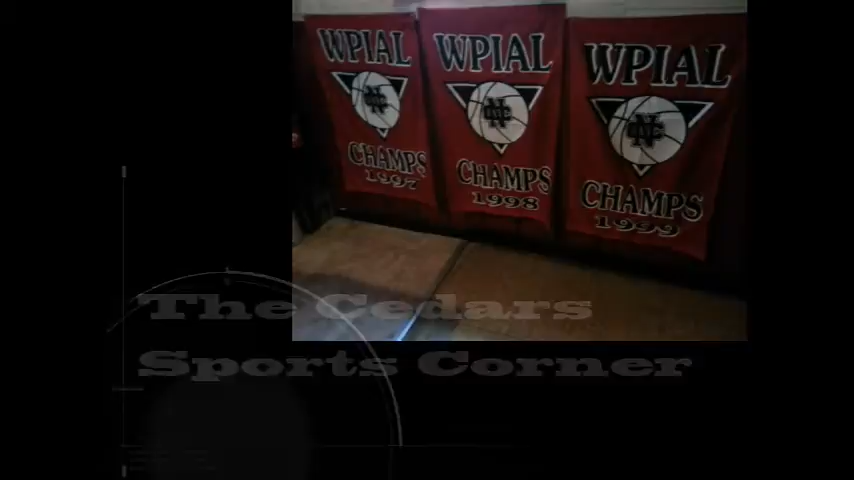 WPIAL
CHAMPS
1997
WPIAL
CHAMPS
1998
WPIAL
CHAMPS
1999
The Cedars
Sports Corner